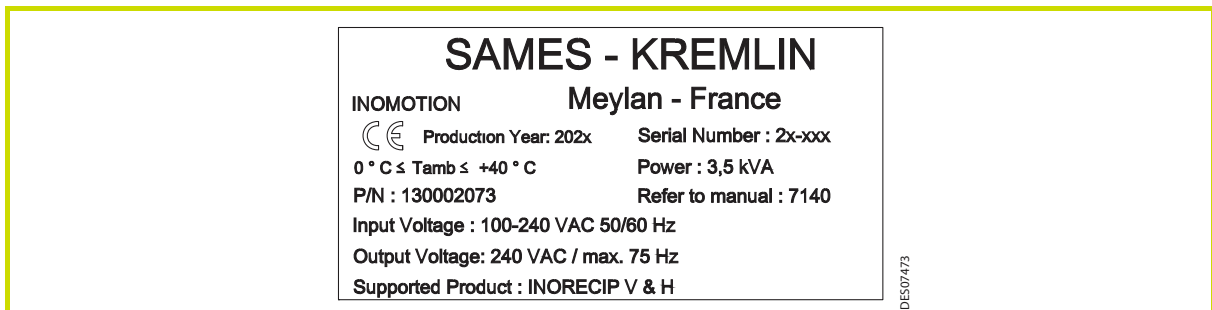 SAMES - KREMLIN
INOMOTION Meylan - France
CE Production Year: 202x Serial Number : 2x-xxx
0 ° C ≤ Tamb ≤ +40 ° C Power : 3,5 kVA
P/N : 130002073 Refer to manual : 7140
Input Voltage : 100-240 VAC 50/60 Hz
Output Voltage: 240 VAC / max. 75 Hz
Supported Product : INORECIP V & H
DES07473